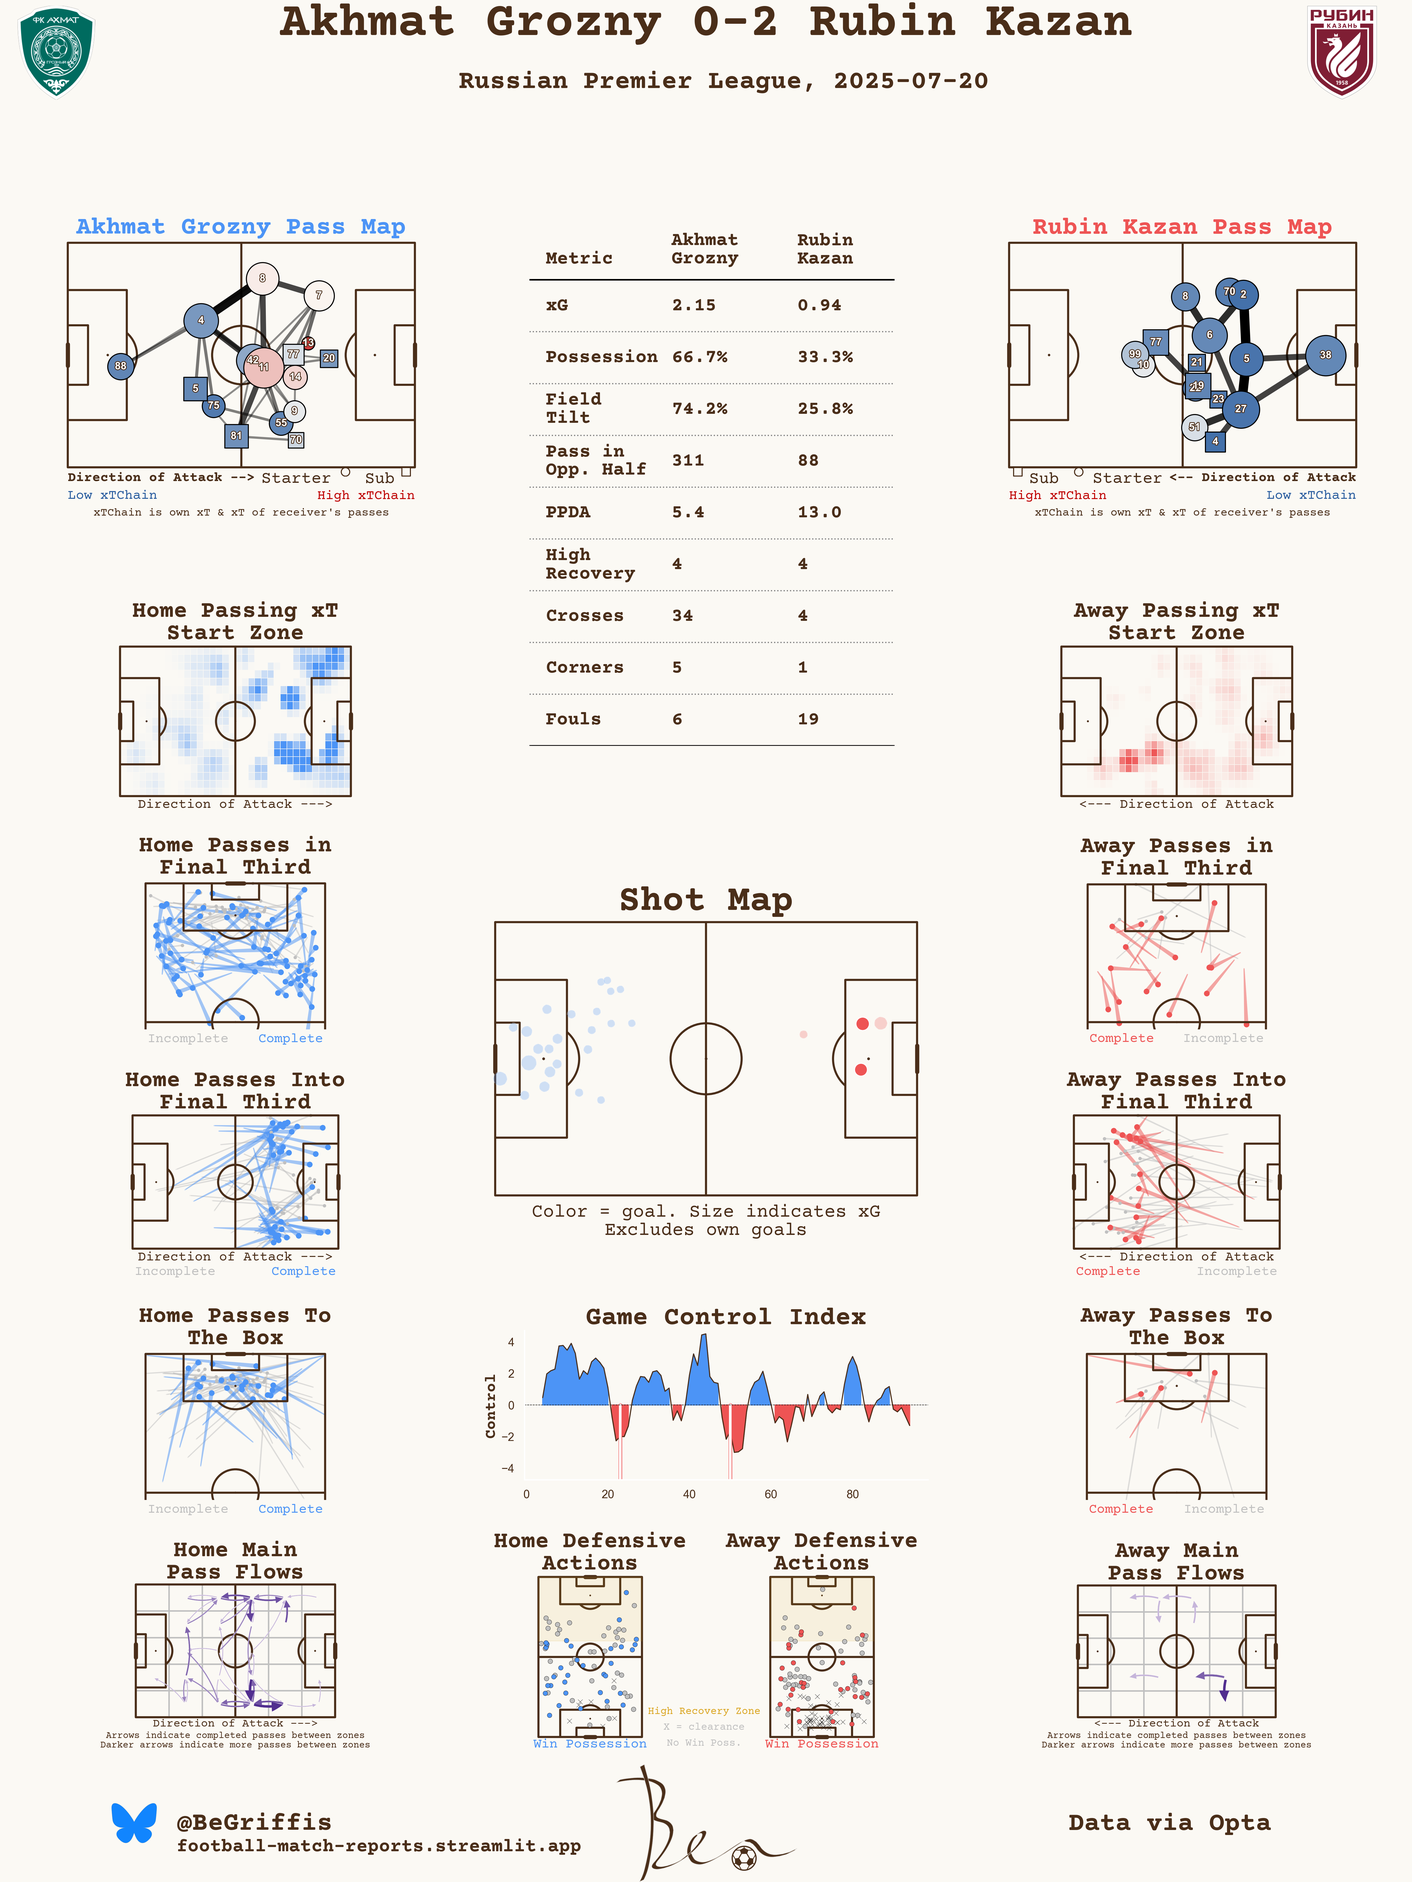 Akhmat Grozny 0-2 Rubin Kazan
Russian Premier League, 2025-07-20
ФК АХМАТ
ГРОЗНЫЙ
РУБИН
КАЗАНЬ
1958
Akhmat Grozny Pass Map
8
7
4
13
42
11
77
20
88
14
5
75
9
55
81
70
Direction of Attack --> Starter Sub
Low xTChain High xTChain
xTChain is own xT & xT of receiver's passes
Metric Akhmat Grozny Rubin Kazan
xG 2.15 0.94
Possession 66.7% 33.3%
Field Tilt 74.2% 25.8%
Pass in Opp. Half 311 88
PPDA 5.4 13.0
High Recovery 4 4
Crosses 34 4
Corners 5 1
Fouls 6 19
Rubin Kazan Pass Map
8
70
2
6
77
99
10
21
5
38
19
23
27
51
4
Sub Starter <-- Direction of Attack
High xTChain Low xTChain
xTChain is own xT & xT of receiver's passes
Home Passing xT
Start Zone
Direction of Attack --->
Away Passing xT
Start Zone
<--- Direction of Attack
Home Passes in
Final Third
Incomplete Complete
Away Passes in
Final Third
Complete Incomplete
Shot Map
Color = goal. Size indicates xG
Excludes own goals
Home Passes Into
Final Third
Direction of Attack --->
Incomplete Complete
Away Passes Into
Final Third
<--- Direction of Attack
Complete Incomplete
Home Passes To
The Box
Incomplete Complete
Game Control Index
Control
4
2
0
−2
−4
0 20 40 60 80
Away Passes To
The Box
Complete Incomplete
Home Main
Pass Flows
Direction of Attack --->
Arrows indicate completed passes between zones
Darker arrows indicate more passes between zones
Home Defensive
Actions
Win Possession
High Recovery Zone
X = clearance
No Win Poss.
Away Defensive
Actions
Win Possession
Away Main
Pass Flows
<--- Direction of Attack
Arrows indicate completed passes between zones
Darker arrows indicate more passes between zones
@BeGriffis
football-match-reports.streamlit.app
Ben
Data via Opta